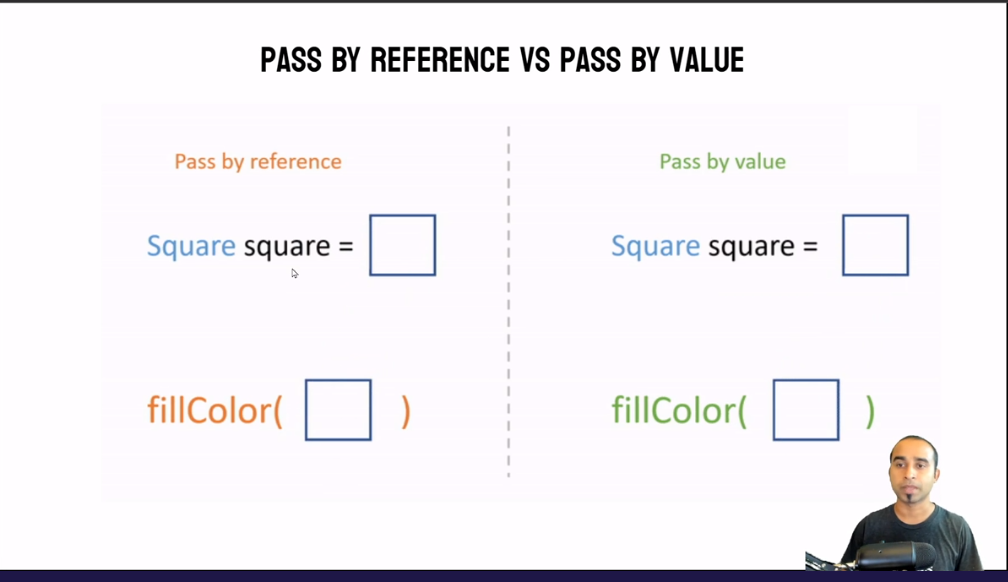 PASS BY REFERENCE VS PASS BY VALUE
Pass by reference
Square square =
fillColor( )
Pass by value
Square square =
fillColor( )